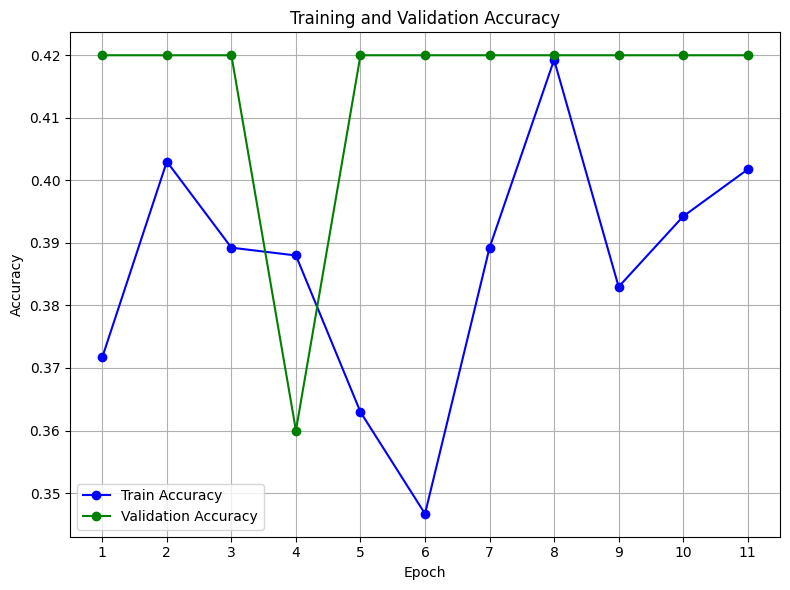 Training and Validation Accuracy
0.42
0.41
0.40
0.39
0.38
0.37
0.36
0.35
Accuracy
Train Accuracy
Validation Accuracy
1 2 3 4 5 6 7 8 9 10 11
Epoch